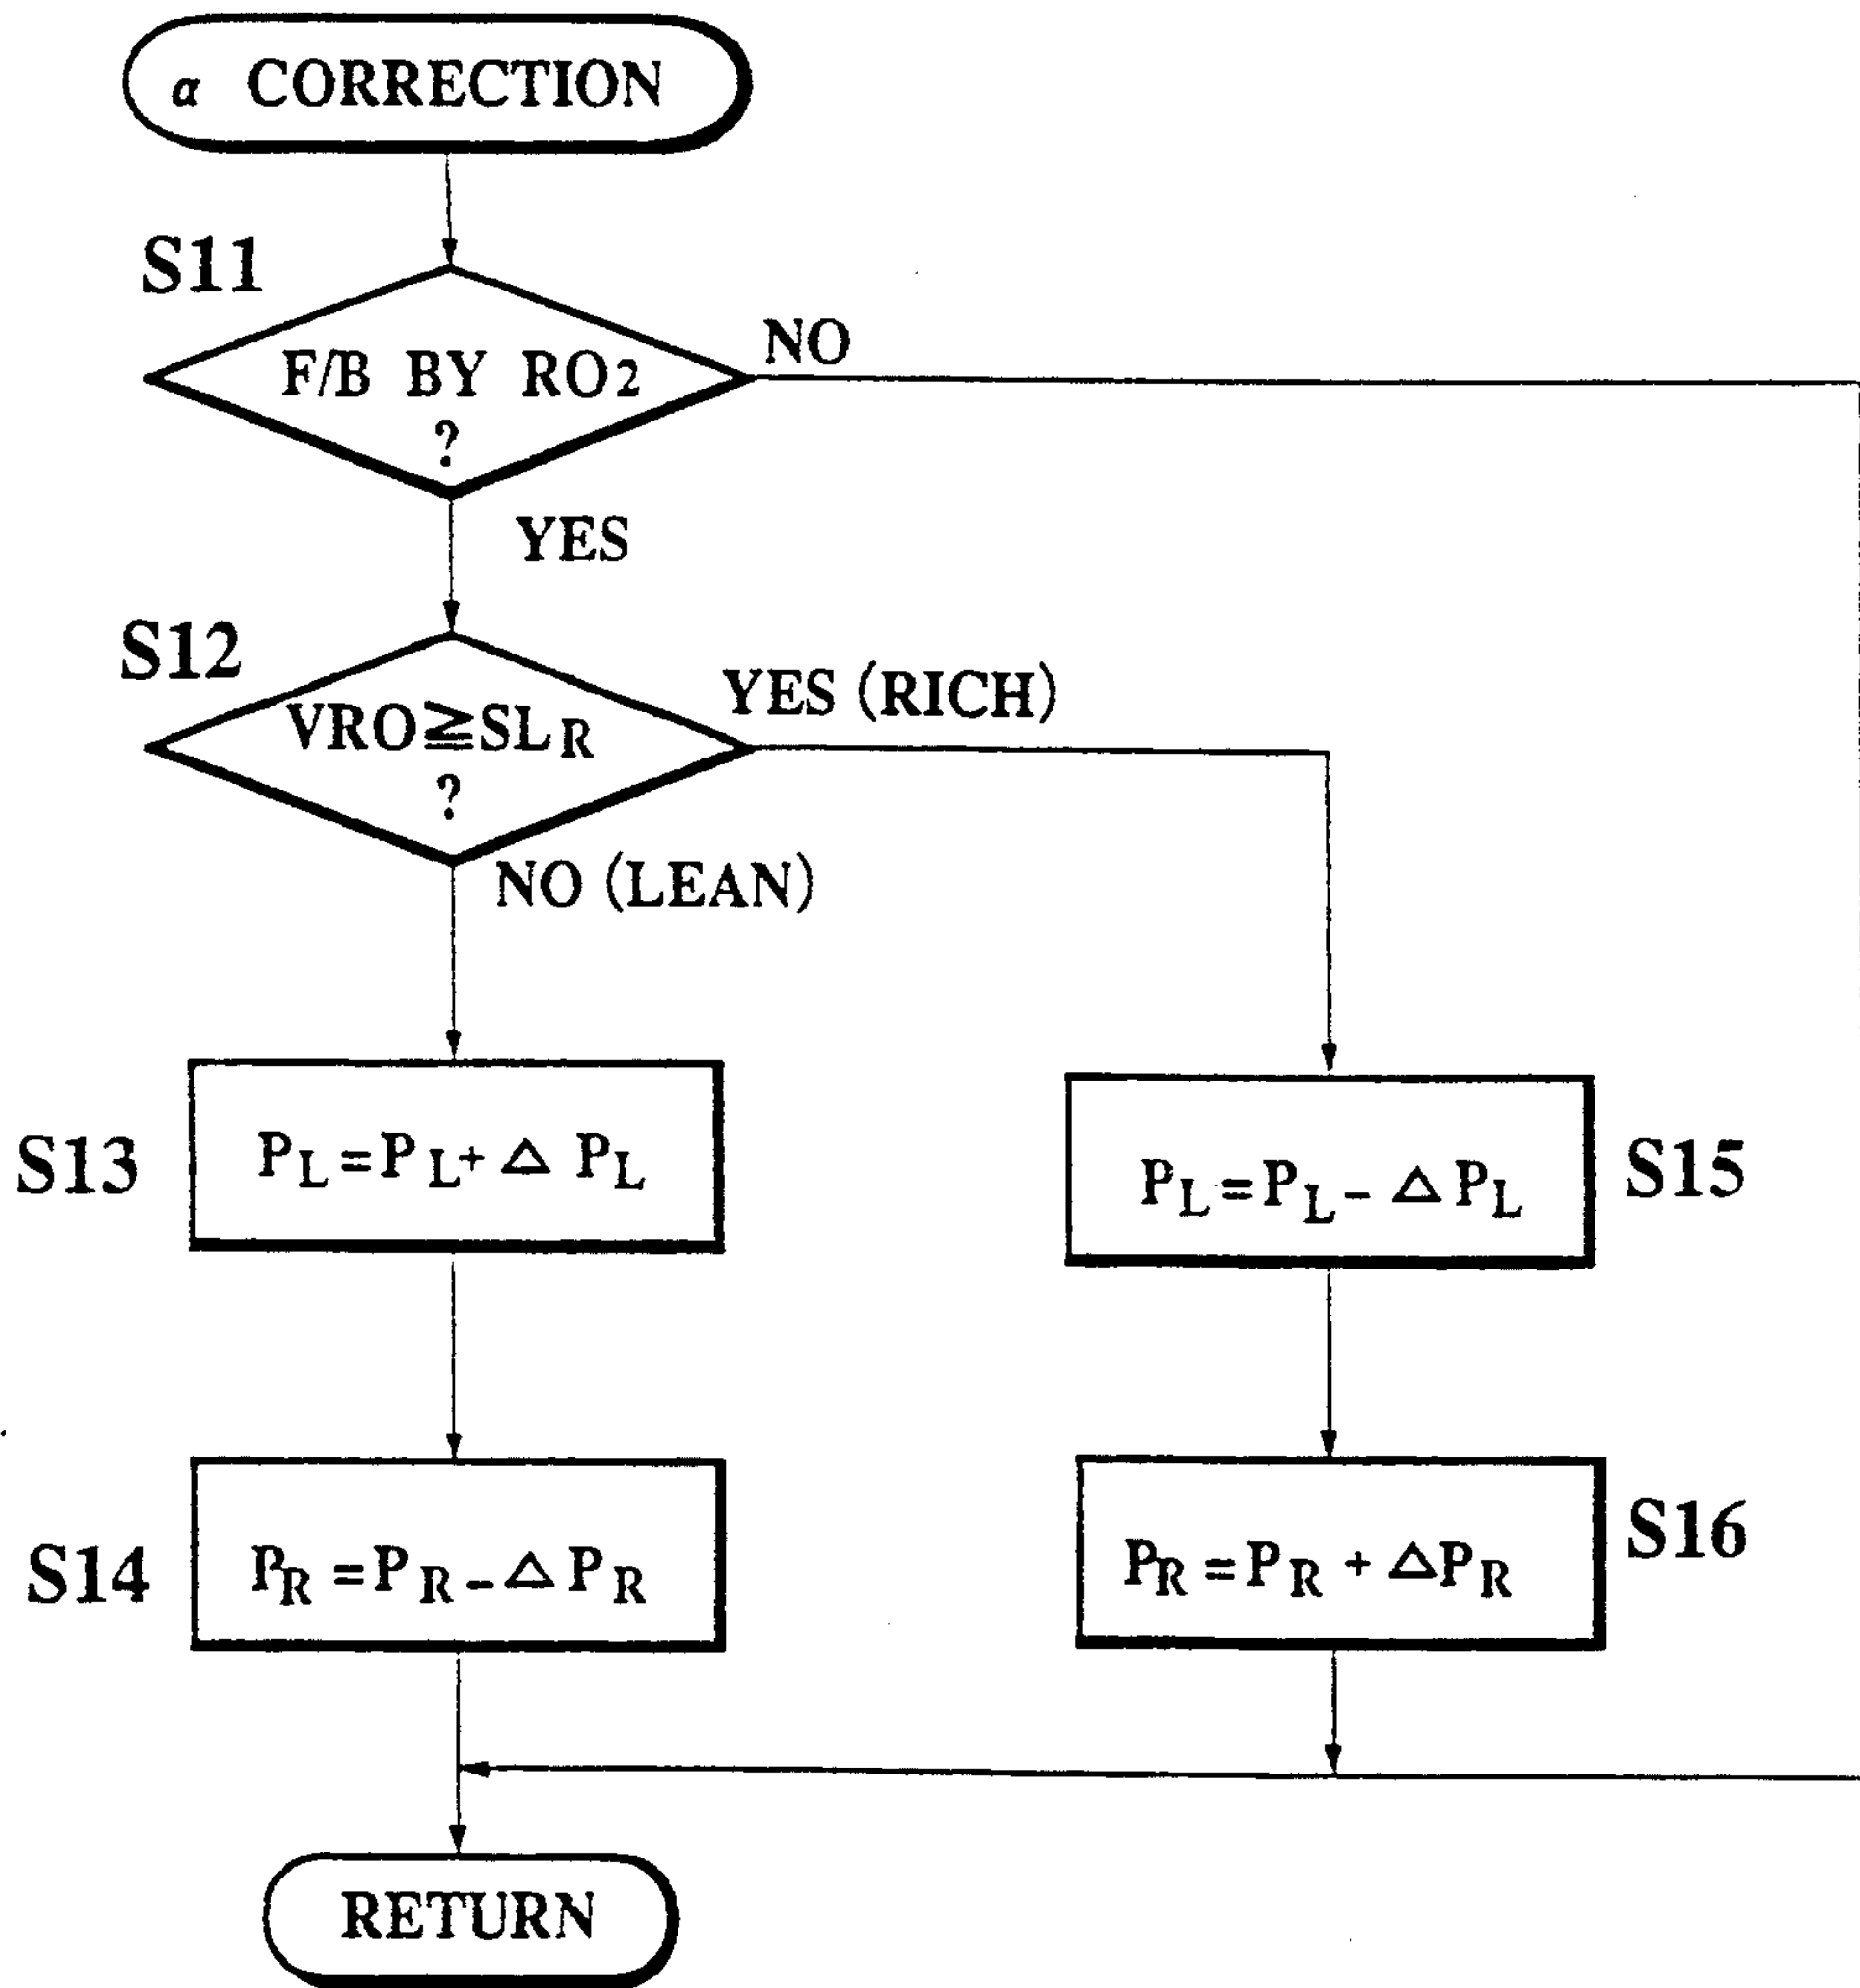 α CORRECTION
S11
F/B BY RO2
?
NO
YES
S12
VRO≧SLR
?
YES (RICH)
NO (LEAN)
S13
PL=PL+ΔPL
S15
PL=PL-ΔPL
S14
PR=PR-ΔPR
S16
PR=PR+ΔPR
RETURN